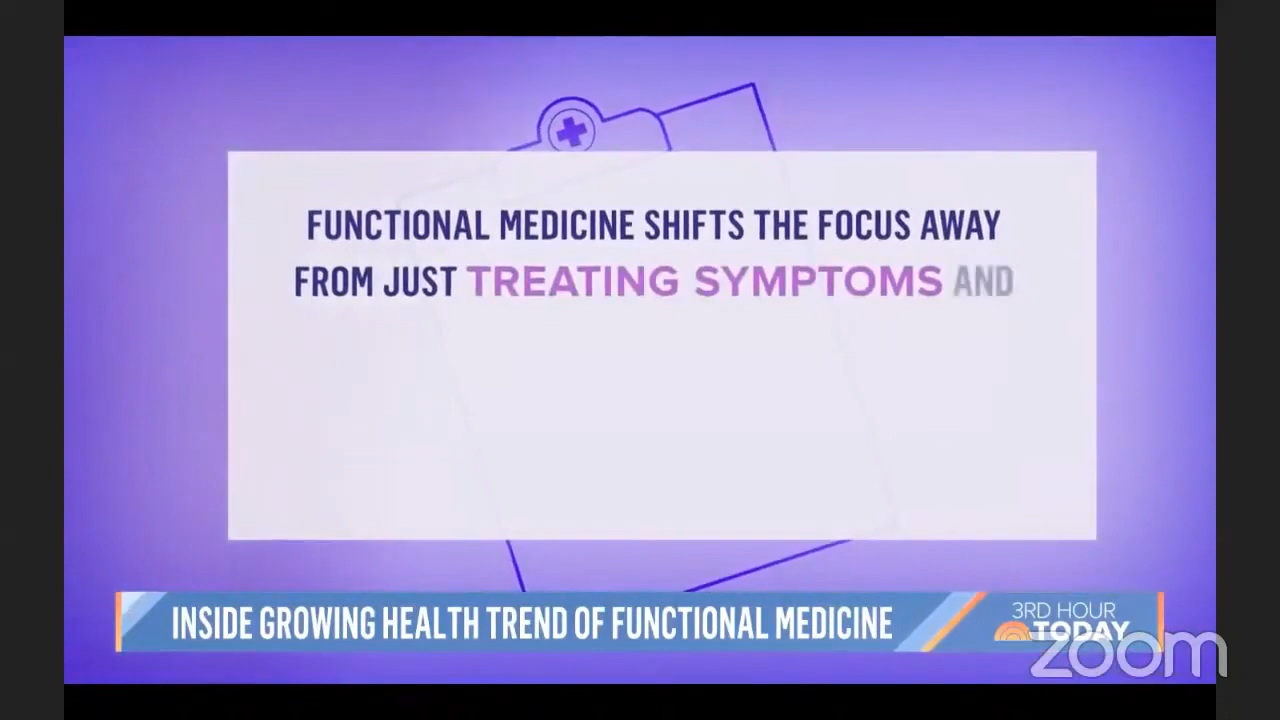 FUNCTIONAL MEDICINE SHIFTS THE FOCUS AWAY
FROM JUST TREATING SYMPTOMS AND
INSIDE GROWING HEALTH TREND OF FUNCTIONAL MEDICINE
3RD HOUR
TODAY
zoom